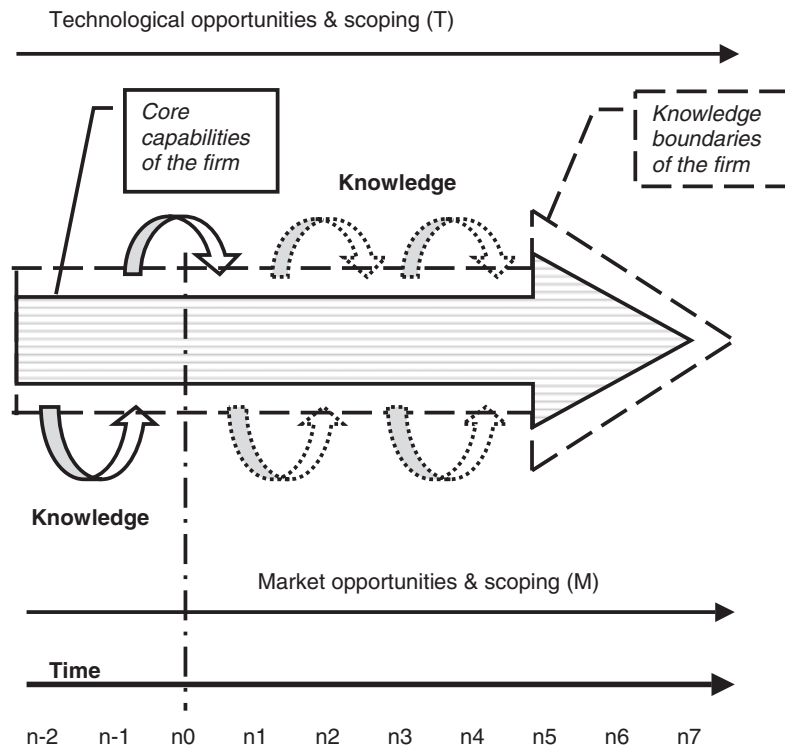 Technological opportunities & scoping (T)
Core
capabilities
of the firm
Knowledge
boundaries
of the firm
Knowledge
Knowledge
Market opportunities & scoping (M)
Time
n-2 n-1 n0 n1 n2 n3 n4 n5 n6 n7